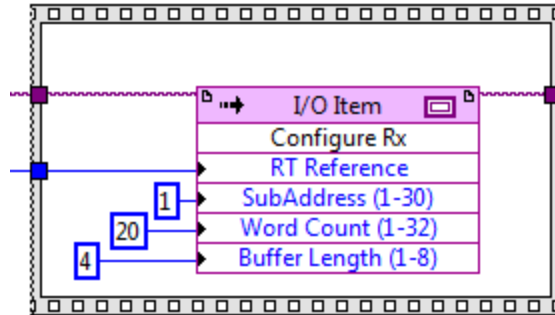 I/O Item
Configure Rx
RT Reference
1 SubAddress (1-30)
20 Word Count (1-32)
4 Buffer Length (1-8)